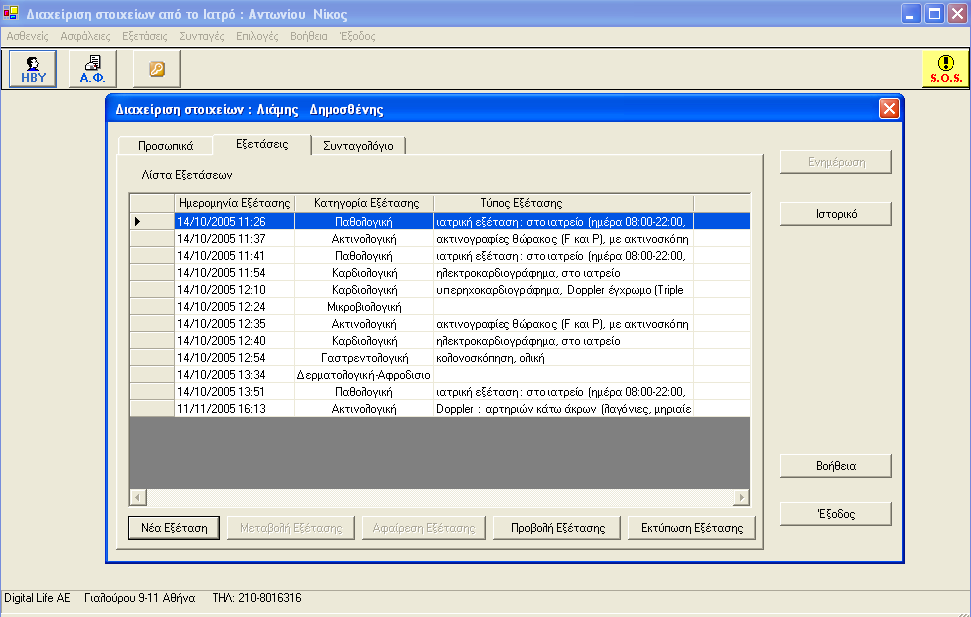 Διαχείριση στοιχείων από το Ιατρό : Αντωνίου Νίκος
Ασθενείς Ασφάλειες Εξετάσεις Συνταγές Επιλογές Βοήθεια Έξοδος
ΗΒΥ Α.Φ. S.O.S.
Διαχείριση στοιχείων : Λιάμης Δημοσθένης
Προσωπικά Εξετάσεις Συνταγολόγιο
Ενημέρωση
Λίστα Εξετάσεων
Ημερομηνία Εξέτασης Κατηγορία Εξέτασης Τύπος Εξέτασης
Ιστορικό
14/10/2005 11:26 Παθολογική ιατρική εξέταση: στο ιατρείο (ημέρα 08:00-22:00,
14/10/2005 11:37 Ακτινολογική ακτινογραφίες θώρακος (F και P), με ακτινοσκόπη
14/10/2005 11:41 Παθολογική ιατρική εξέταση: στο ιατρείο (ημέρα 08:00-22:00,
14/10/2005 11:54 Καρδιολογική ηλεκτροκαρδιογράφημα, στο ιατρείο
14/10/2005 12:10 Καρδιολογική υπερηχοκαρδιογράφημα, Doppler έγχρωμο (Triple
14/10/2005 12:24 Μικροβιολογική
14/10/2005 12:35 Ακτινολογική ακτινογραφίες θώρακος (F και P), με ακτινοσκόπη
14/10/2005 12:40 Καρδιολογική ηλεκτροκαρδιογράφημα, στο ιατρείο
14/10/2005 12:54 Γαστρεντολογική κολονοσκόπηση, ολική
14/10/2005 13:34 Δερματολογική-Αφροδισιο
14/10/2005 13:51 Παθολογική ιατρική εξέταση: στο ιατρείο (ημέρα 08:00-22:00,
11/11/2005 16:13 Ακτινολογική Doppler : αρτηριών κάτω άκρων (λαγόνιες, μηριαίε
Βοήθεια
Έξοδος
Νέα Εξέταση Μεταβολή Εξέτασης Αφαίρεση Εξέτασης Προβολή Εξέτασης Εκτύπωση Εξέτασης
Digital Life AE Γιαλούρου 9-11 Αθήνα ΤΗΛ: 210-8016316